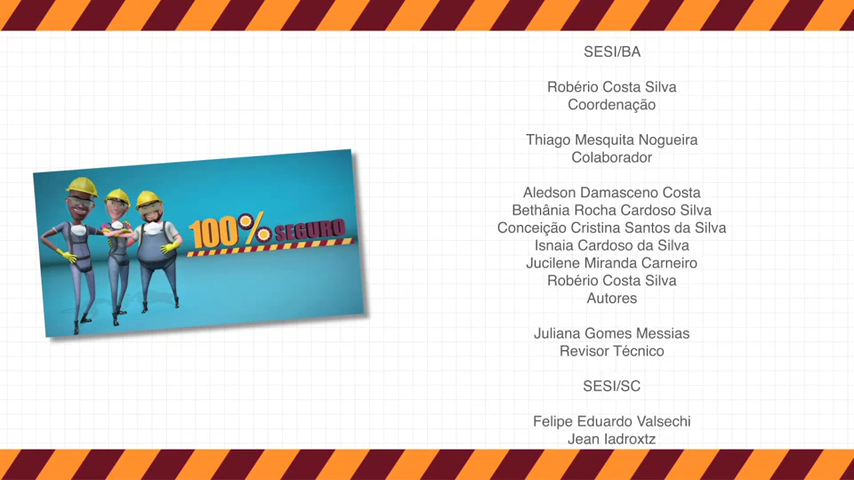 100% SEGURO
SESI/BA
Robério Costa Silva
Coordenação
Thiago Mesquita Nogueira
Colaborador
Aledson Damasceno Costa
Bethânia Rocha Cardoso Silva
Conceição Cristina Santos da Silva
Isnaia Cardoso da Silva
Jucilene Miranda Carneiro
Robério Costa Silva
Autores
Juliana Gomes Messias
Revisor Técnico
SESI/SC
Felipe Eduardo Valsechi
Jean Iadroxtz